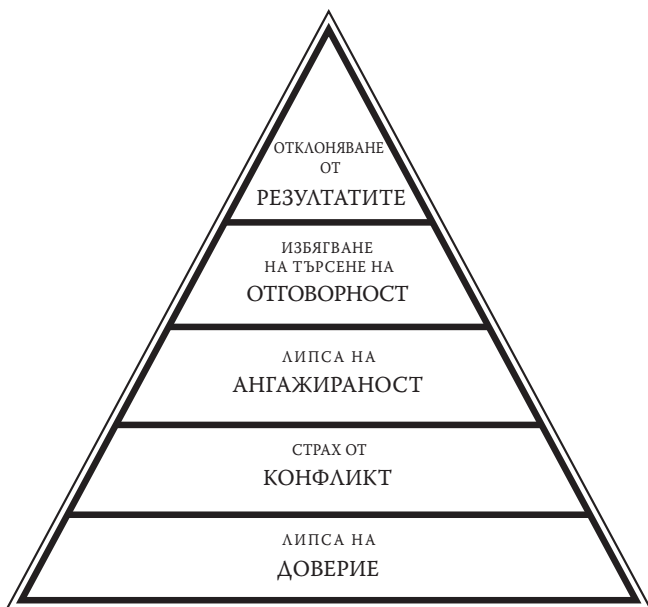 ОТКЛОНЯВАНЕ
ОТ
РЕЗУЛТАТИТЕ
ИЗБЯГВАНЕ
НА ТЪРСЕНЕ НА
ОТГОВОРНОСТ
ЛИПСА НА
АНГАЖИРАНОСТ
СТРАХ ОТ
КОНФЛИКТ
ЛИПСА НА
ДОВЕРИЕ